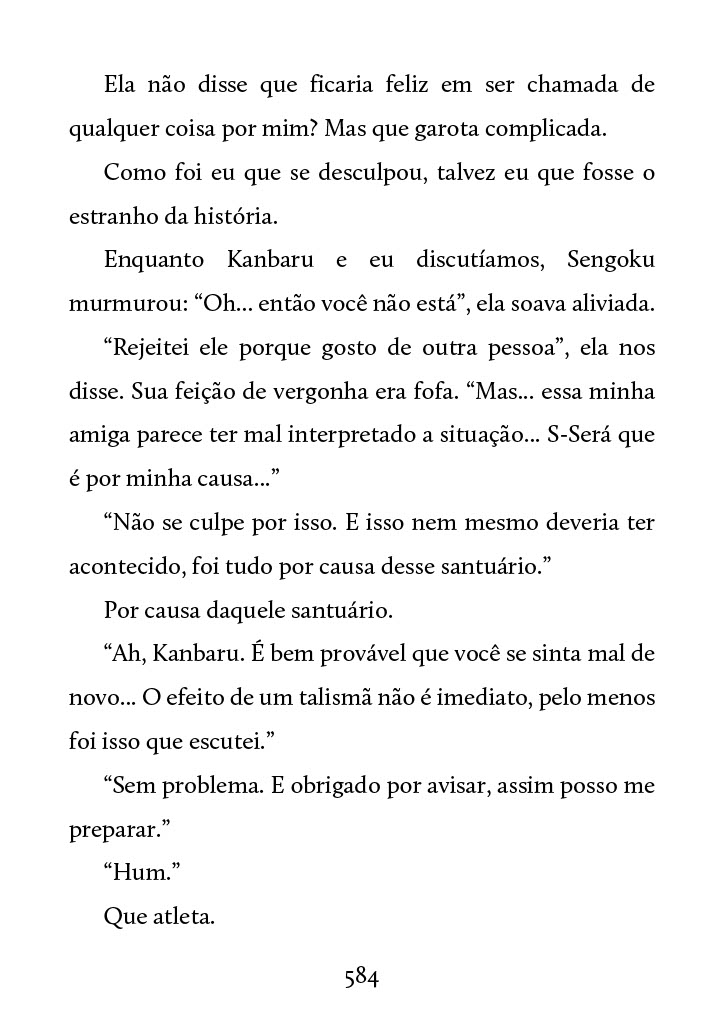 Ela não disse que ficaria feliz em ser chamada de
qualquer coisa por mim? Mas que garota complicada.
Como foi eu que se desculpou, talvez eu que fosse o
estranho da história.
Enquanto Kanbaru e eu discutíamos, Sengoku
murmurou: “Oh... então você não está”, ela soava aliviada.
“Rejeitei ele porque gosto de outra pessoa”, ela nos
disse. Sua feição de vergonha era fofa. “Mas... essa minha
amiga parece ter mal interpretado a situação... S-Será que
é por minha causa...”
“Não se culpe por isso. E isso nem mesmo deveria ter
acontecido, foi tudo por causa desse santuário.”
Por causa daquele santuário.
“Ah, Kanbaru. É bem provável que você se sinta mal de
novo... O efeito de um talismã não é imediato, pelo menos
foi isso que escutei.”
“Sem problema. E obrigado por avisar, assim posso me
preparar.”
“Hum.”
Que atleta.
584